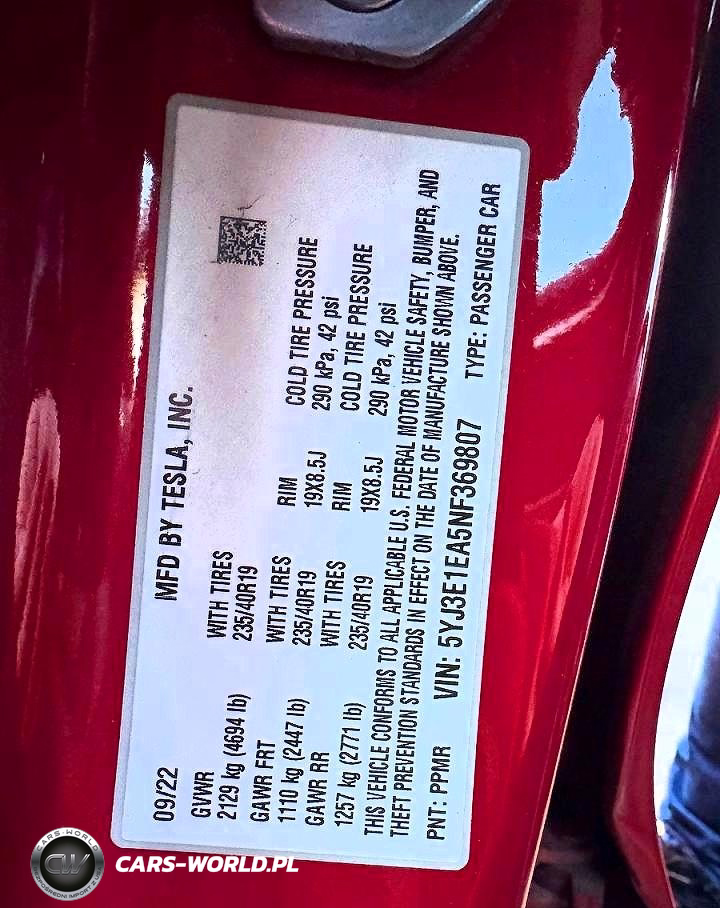 MFD BY TESLA, INC.
09/22
GVWR
2129 kg (4694 lb)
WITH TIRES
235/40R19
GAWR FRT
1110 kg (2447 lb)
WITH TIRES
235/40R19
RIM
19X8.5J
COLD TIRE PRESSURE
290 kPa, 42 psi
GAWR RR
1257 kg (2771 lb)
WITH TIRES
235/40R19
RIM
19X8.5J
COLD TIRE PRESSURE
290 kPa, 42 psi
THIS VEHICLE CONFORMS TO ALL APPLICABLE U.S. FEDERAL MOTOR VEHICLE SAFETY, BUMPER, AND
THEFT PREVENTION STANDARDS IN EFFECT ON THE DATE OF MANUFACTURE SHOWN ABOVE.
PNT: PPMR VIN: 5YJ3E1EA5NF369807 TYPE: PASSENGER CAR
CARS-WORLD
CW
CARS-WORLD.PL